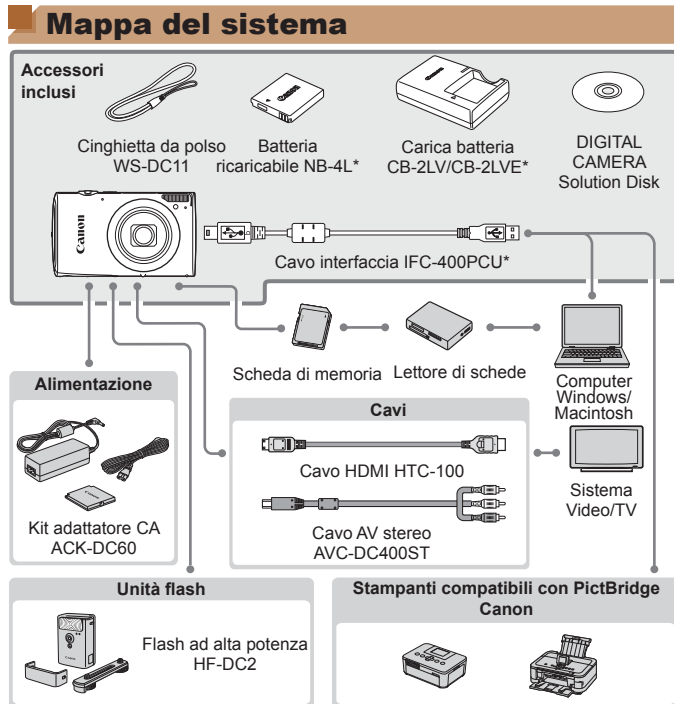 Mappa del sistema
Accessori
inclusi
Cinghietta da polso
WS-DC11
Batteria
ricaricabile NB-4L*
Carica batteria
CB-2LV/CB-2LVE*
DIGITAL
CAMERA
Solution Disk
Canon
Cavo interfaccia IFC-400PCU*
Scheda di memoria
Lettore di schede
Computer
Windows/
Macintosh
Alimentazione
Kit adattatore CA
ACK-DC60
Cavi
Cavo HDMI HTC-100
Cavo AV stereo
AVC-DC400ST
Sistema
Video/TV
Unità flash
Flash ad alta potenza
HF-DC2
Stampanti compatibili con PictBridge
Canon